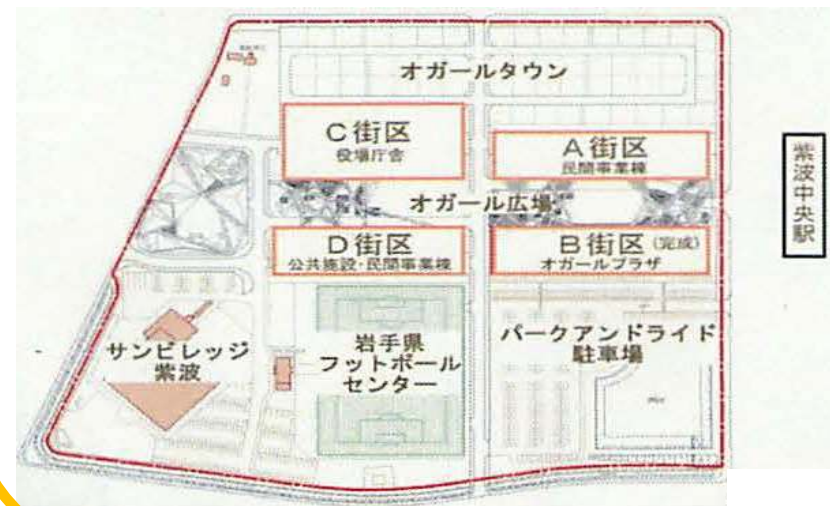 オガールタウン
C街区
役場庁舎
A街区
民間事業棟
オガール広場
D街区
公共施設・民間事業棟
B街区(完成)
オガールプラザ
紫波中央駅
サンビレッジ
紫波
岩手県
フットボール
センター
パークアンドライド
駐車場